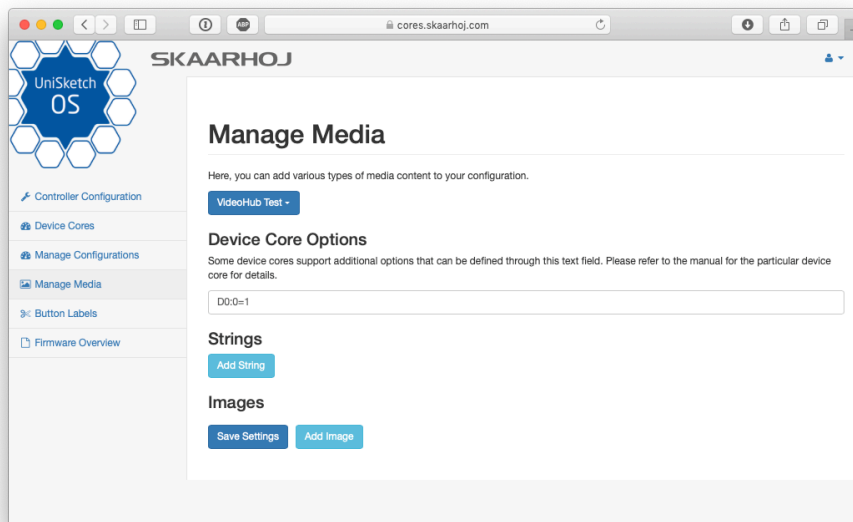 ABP
cores.skaarhoj.com
UniSketch
OS
SKAARHOJ
Manage Media
Here, you can add various types of media content to your configuration.
VideoHub Test
Controller Configuration
Device Cores
Manage Configurations
Manage Media
Button Labels
Firmware Overview
Device Core Options
Some device cores support additional options that can be defined through this text field. Please refer to the manual for the particular device
core for details.
D0:0=1
Strings
Add String
Images
Save Settings
Add Image